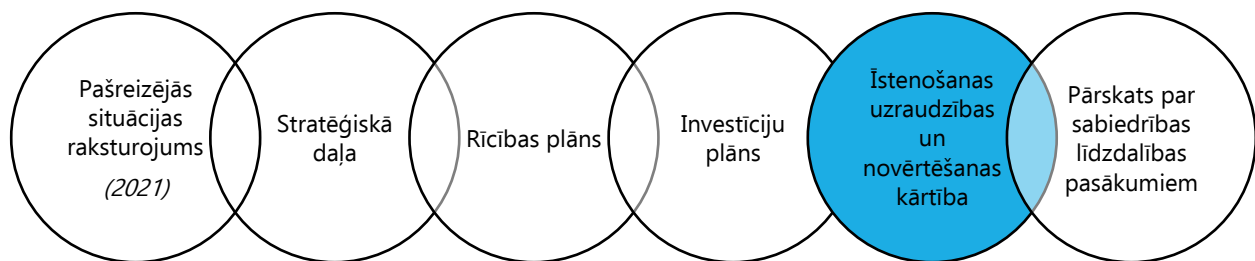 Pašreizējās
situācijas
raksturojums
(2021)
Stratēģiskā
daļa
Rīcības plāns
Investīciju
plāns
Īstenošanas
uzraudzības
un
novērtēšanas
kārtība
Pārskats par
sabiedrības
līdzdalības
pasākumiem